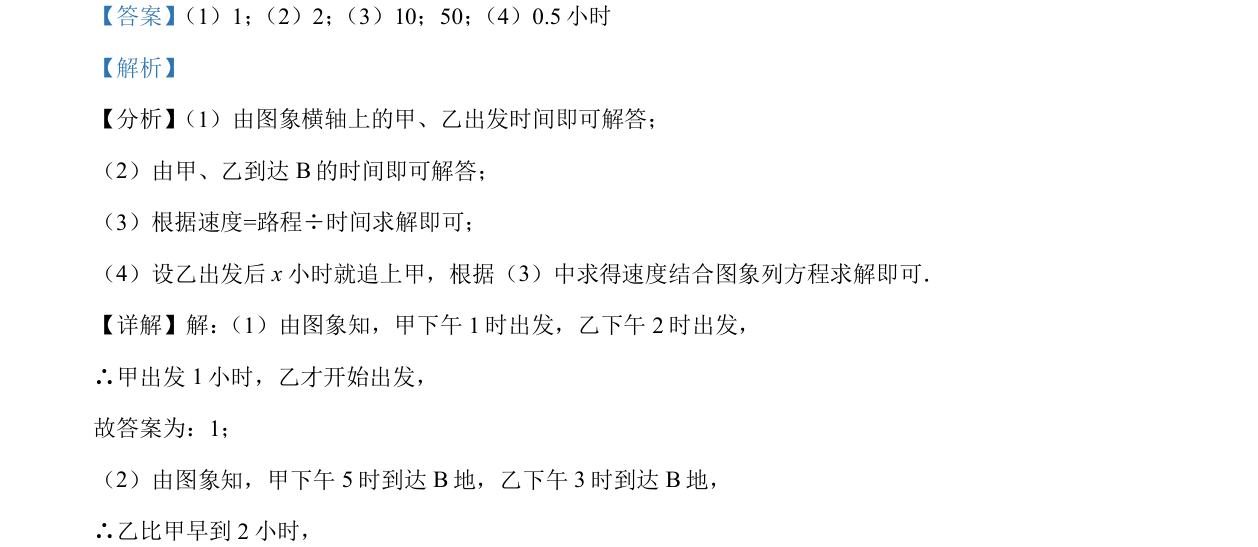 【答案】（1）1；（2）2；（3）10；50；（4）0.5 小时
【解析】
【分析】（1）由图象横轴上的甲、乙出发时间即可解答；
（2）由甲、乙到达 B 的时间即可解答；
（3）根据速度=路程÷时间求解即可；
（4）设乙出发后 x 小时就追上甲，根据（3）中求得速度结合图象列方程求解即可．
【详解】解：（1）由图象知，甲下午 1 时出发，乙下午 2 时出发，
∴甲出发 1 小时，乙才开始出发，
故答案为：1；
（2）由图象知，甲下午 5 时到达 B 地，乙下午 3 时到达 B 地，
∴乙比甲早到 2 小时，